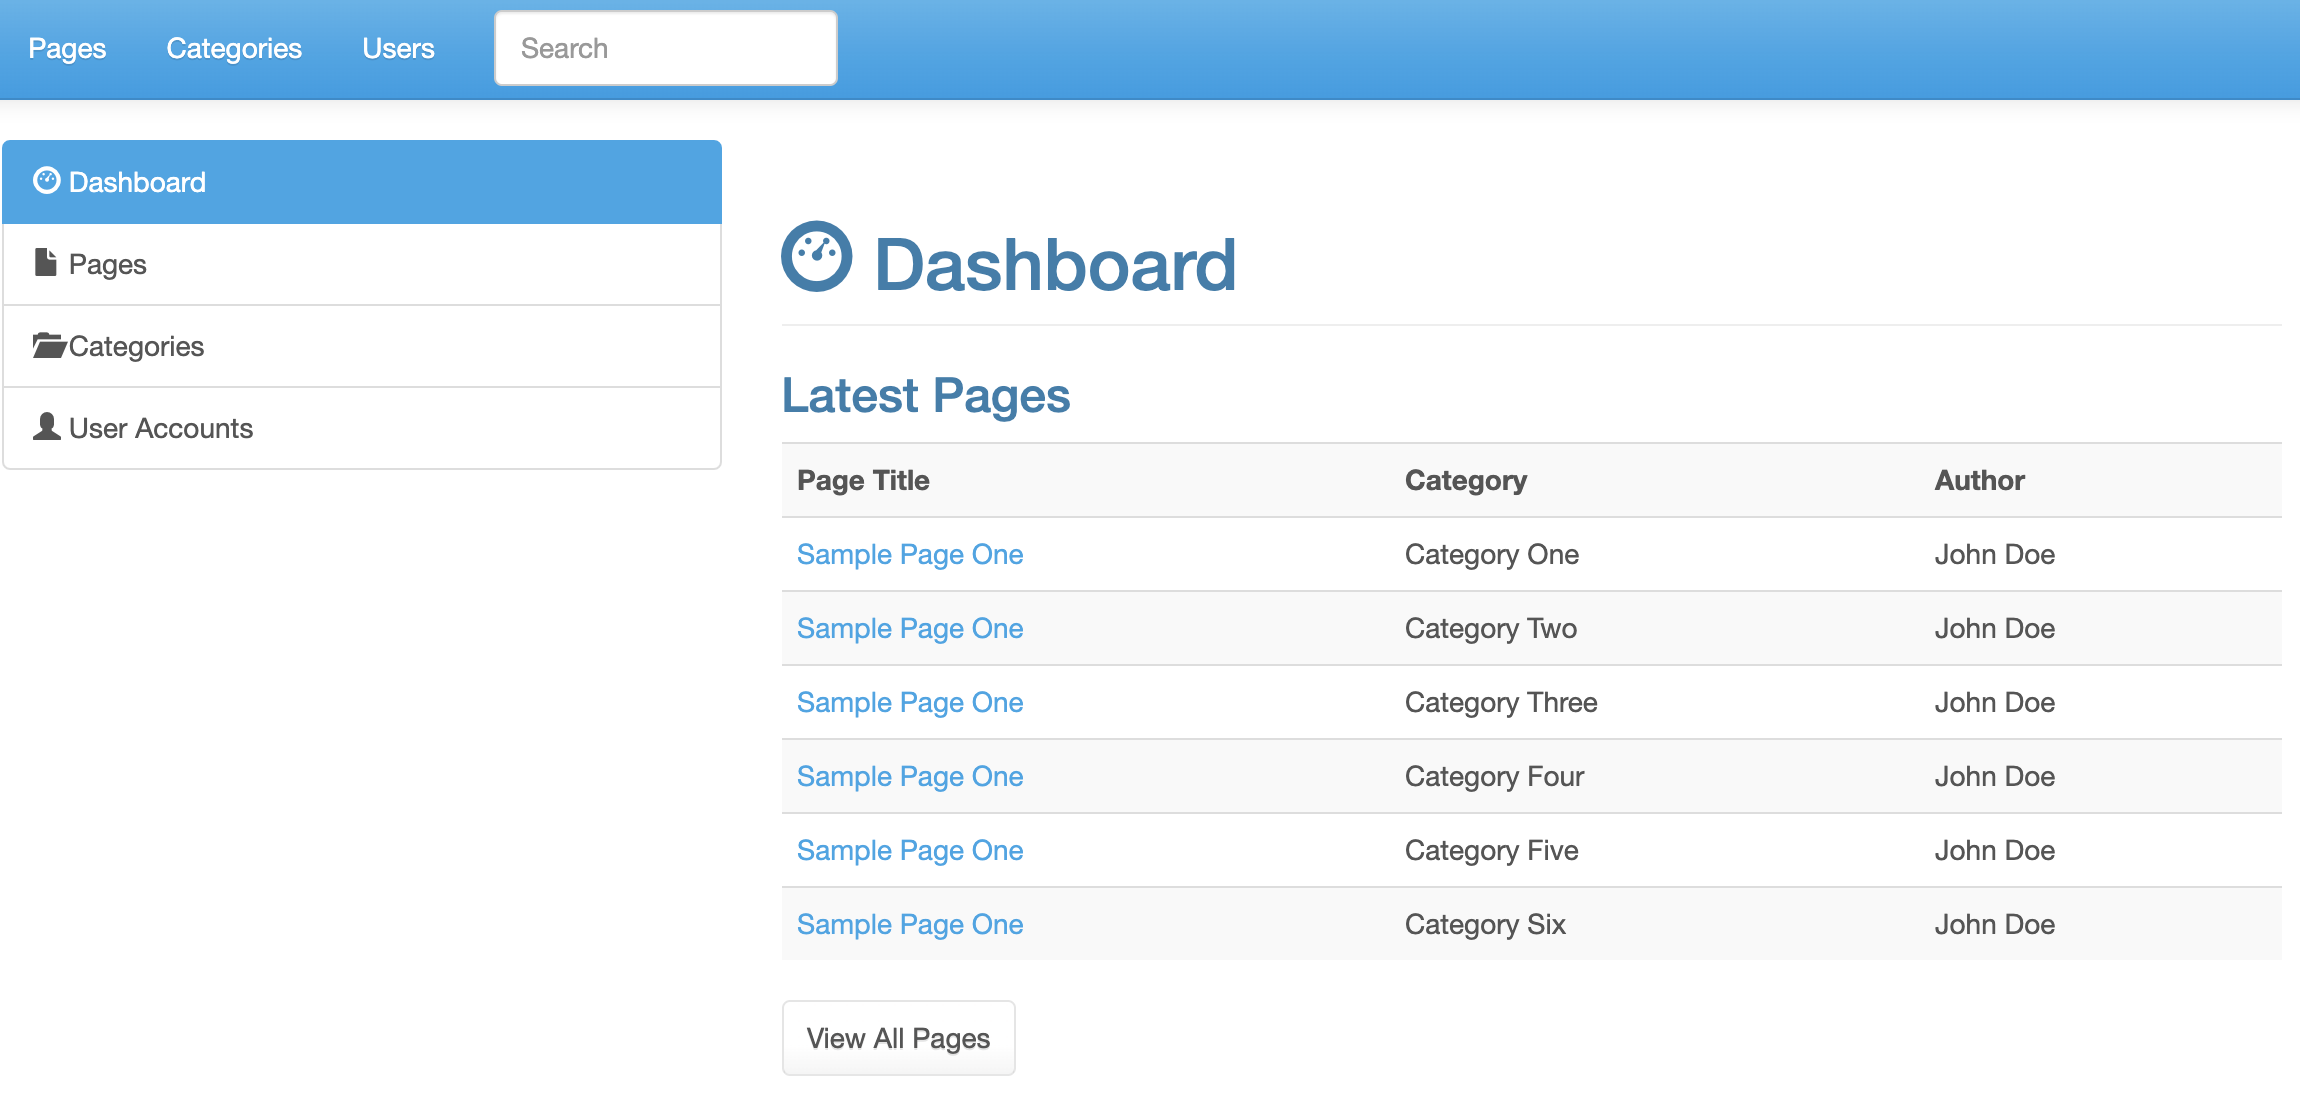 Pages Categories Users Search
Dashboard
Pages
Categories
User Accounts
Dashboard
Latest Pages
Page Title Category Author
Sample Page One Category One John Doe
Sample Page One Category Two John Doe
Sample Page One Category Three John Doe
Sample Page One Category Four John Doe
Sample Page One Category Five John Doe
Sample Page One Category Six John Doe
View All Pages